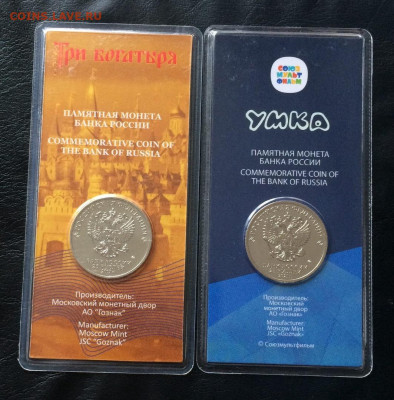 COINSS.AVE.RU
Три богатыря
ПАМЯТНАЯ МОНЕТА
БАНКА РОССИИ
COMMEMORATIVE COIN OF
THE BANK OF RUSSIA
Производитель:
Московский монетный двор
АО "Гознак"
Manufacturer:
Moscow Mint
JSC "Goznak"
СОЮЗ
МУЛЬТ
ФИЛЬМ
УМКА
ПАМЯТНАЯ МОНЕТА
БАНКА РОССИИ
COMMEMORATIVE COIN OF
THE BANK OF RUSSIA
Производитель:
Московский
монетный двор
АО «Гознак»
Manufacturer:
Moscow Mint
JSC «Goznak»
© Союзмультфильм